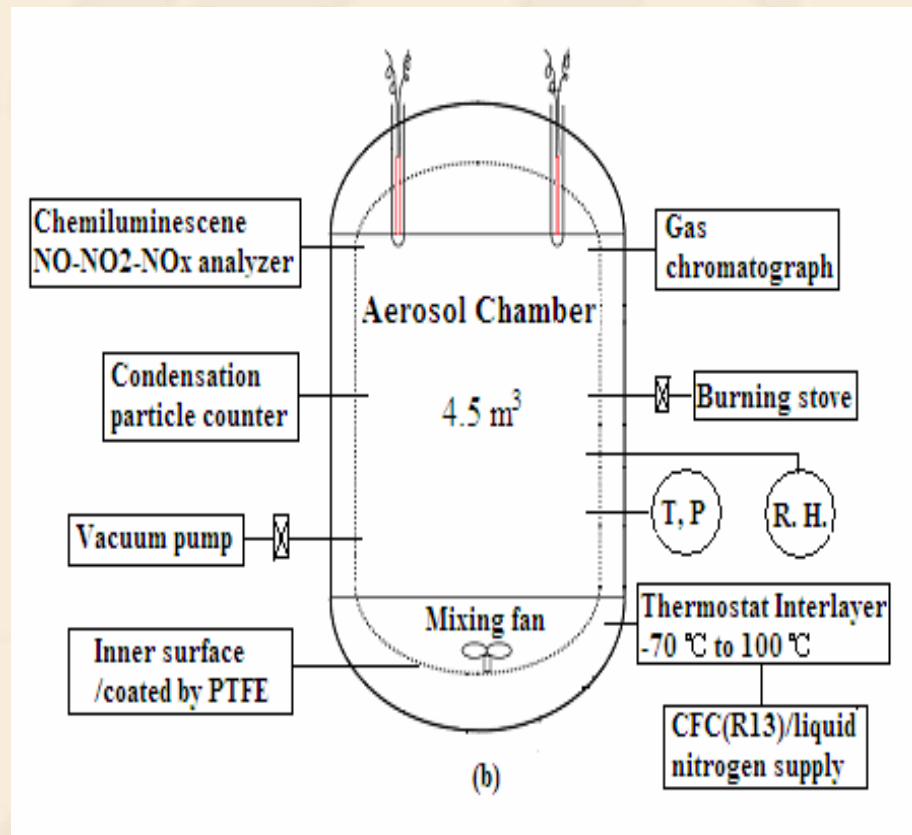 Chemiluminescene
NO-NO2-NOx analyzer
Gas
chromatograph
Aerosol Chamber
Condensation
particle counter
4.5 m³
Burning stove
Vacuum pump
T, P
R. H.
Mixing fan
Thermostat Interlayer
-70 ℃ to 100 ℃
Inner surface
/coated by PTFE
CFC(R13)/liquid
nitrogen supply
(b)